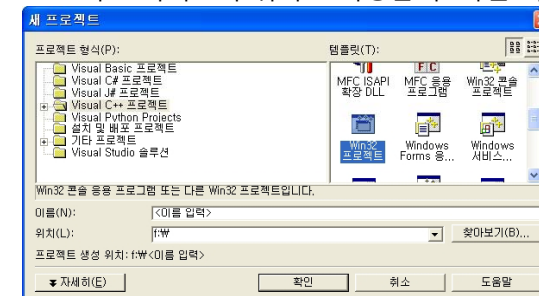 새 프로젝트
프로젝트 형식(P):
템플릿(T):
Visual Basic 프로젝트
Visual C# 프로젝트
Visual J# 프로젝트
Visual C++ 프로젝트
Visual Python Projects
설치 및 배포 프로젝트
기타 프로젝트
Visual Studio 솔루션
MFC ISAPI
확장 DLL
MFC 응용
프로그램
Win32 콘솔
프로젝트
Win32
프로젝트
Windows
Forms 응...
Windows
서비스...
Win32 콘솔 응용 프로그램 또는 다른 Win32 프로젝트입니다.
이름(N):
<이름 입력>
위치(L):
f:₩
찾아보기(B)...
프로젝트 생성 위치: f:₩<이름 입력>
자세히(E)
확인
취소
도움말